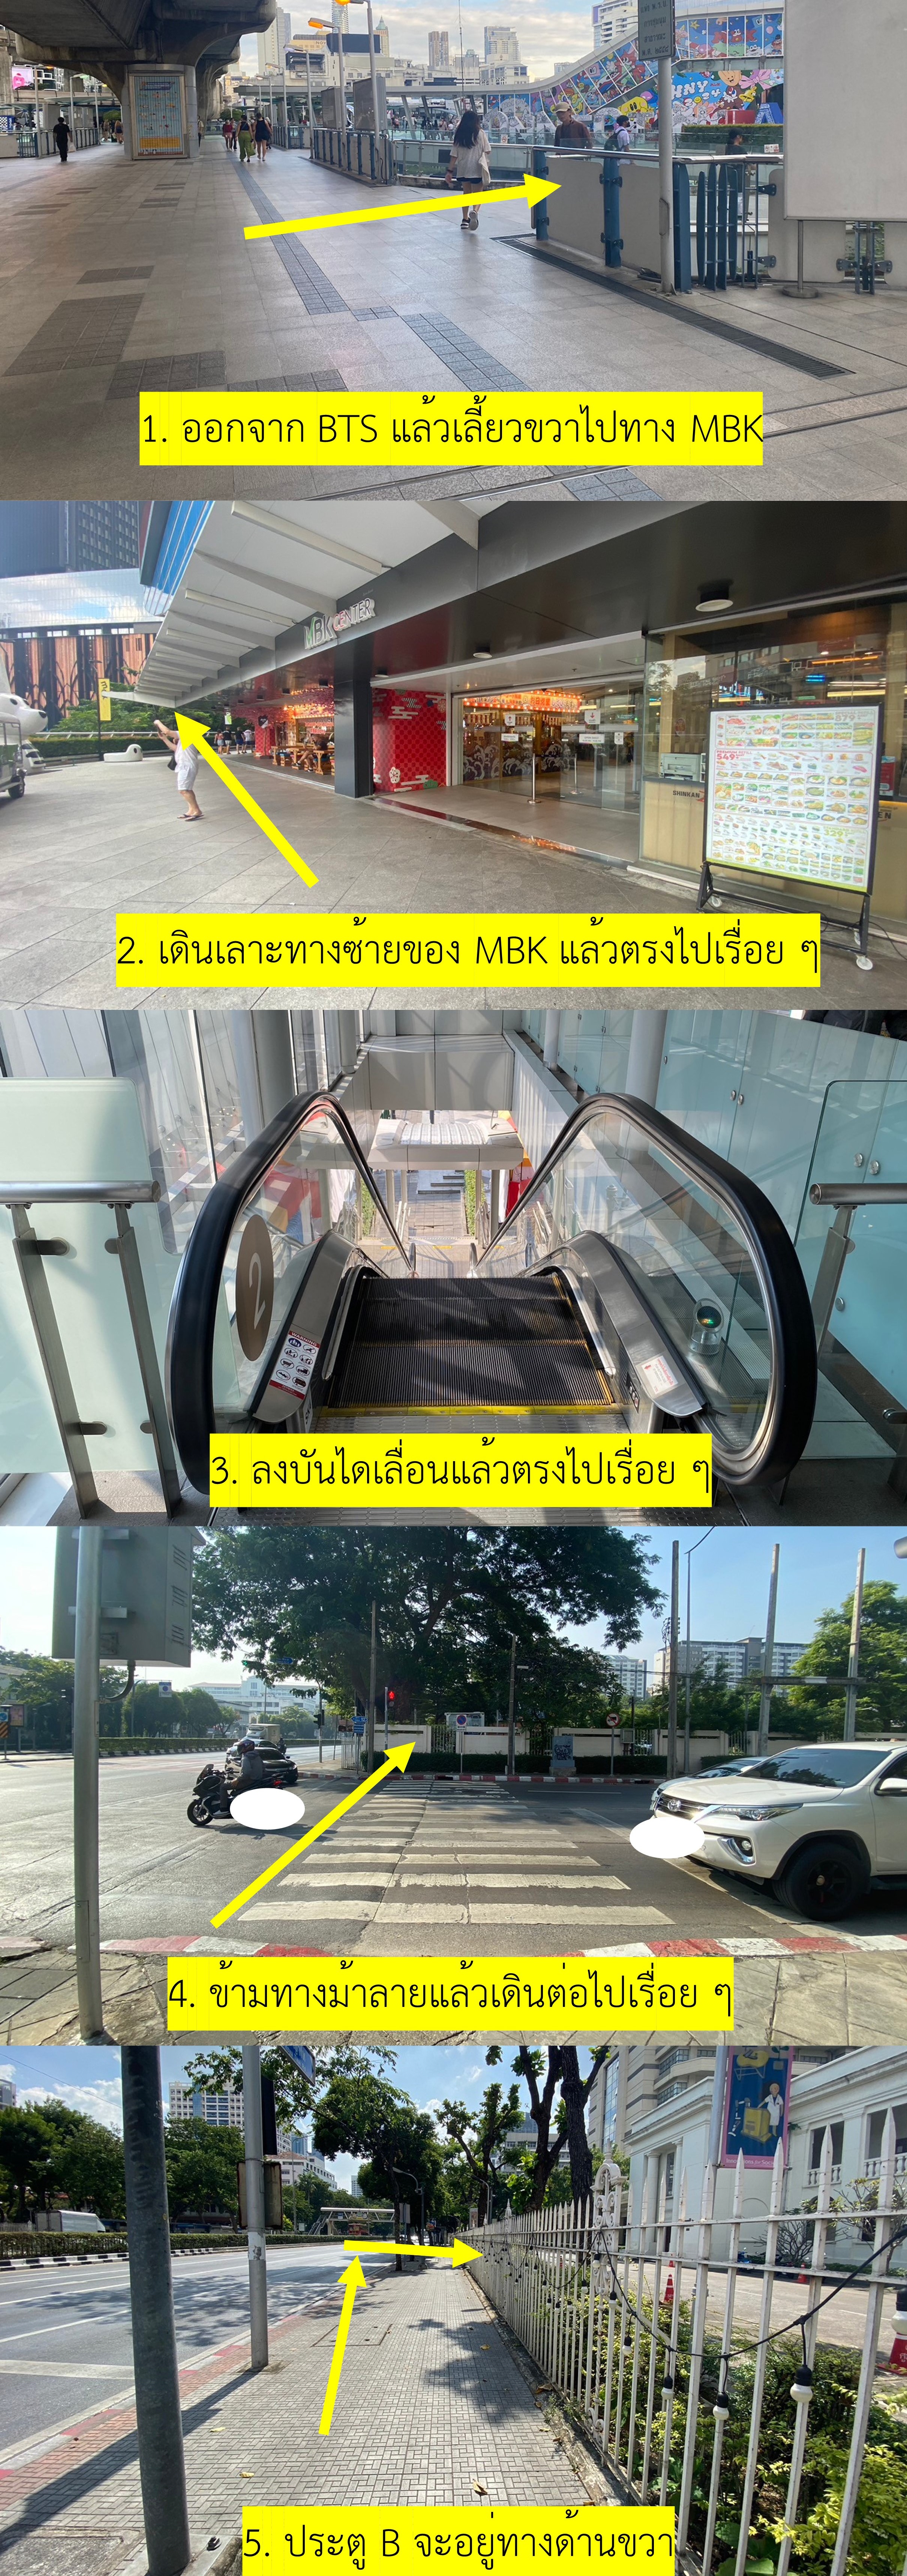 1. ออกจาก BTS แล้วเลี้ยวขวาไปทาง MBK
MBK CENTER
879
549
SHINKAN
EN
329
2. เดินเลาะทางซ้ายของ MBK แล้วตรงไปเรื่อย ๆ
2
WARNING
3. ลงบันไดเลื่อนแล้วตรงไปเรื่อย ๆ
4. ข้ามทางม้าลายแล้วเดินต่อไปเรื่อย ๆ
5. ประตู B จะอยู่ทางด้านขวา